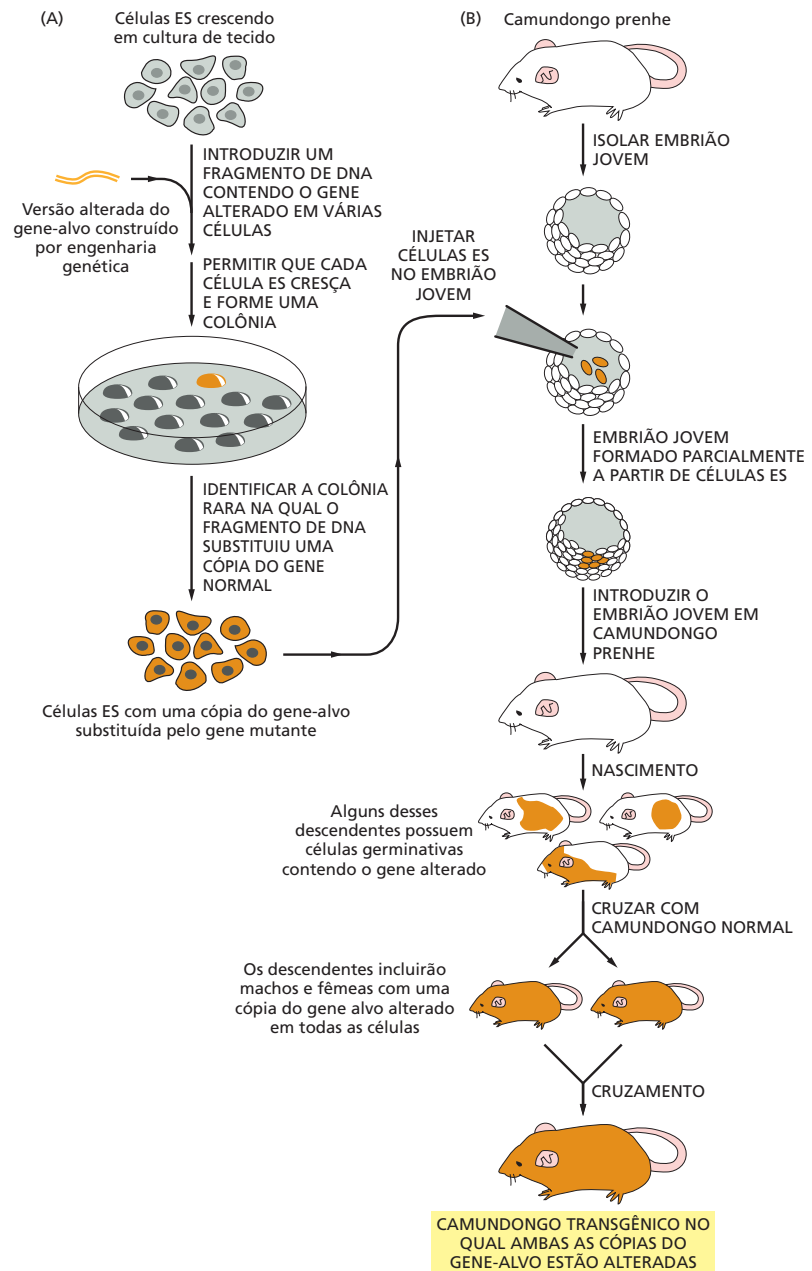 (A)
Células ES crescendo
em cultura de tecido
INTRODUZIR UM
FRAGMENTO DE DNA
CONTENDO O GENE
ALTERADO EM VÁRIAS
CÉLULAS
Versão alterada do
gene-alvo construído
por engenharia
genética
PERMITIR QUE CADA
CÉLULA ES CRESÇA
E FORME UMA
COLÔNIA
IDENTIFICAR A COLÔNIA
RARA NA QUAL O
FRAGMENTO DE DNA
SUBSTITUIU UMA
CÓPIA DO GENE
NORMAL
Células ES com uma cópia do gene-alvo
substituída pelo gene mutante
(B)
Camundongo prenhe
ISOLAR EMBRIÃO
JOVEM
INJETAR
CÉLULAS ES
NO EMBRIÃO
JOVEM
EMBRIÃO JOVEM
FORMADO PARCIALMENTE
A PARTIR DE CÉLULAS ES
INTRODUZIR O
EMBRIÃO JOVEM EM
CAMUNDONGO
PRENHE
NASCIMENTO
Alguns desses
descendentes possuem
células germinativas
contendo o gene alterado
CRUZAR COM
CAMUNDONGO NORMAL
Os descendentes incluirão
machos e fêmeas com uma
cópia do gene alvo alterado
em todas as células
CRUZAMENTO
CAMUNDONGO TRANSGÊNICO NO
QUAL AMBAS AS CÓPIAS DO
GENE-ALVO ESTÃO ALTERADAS